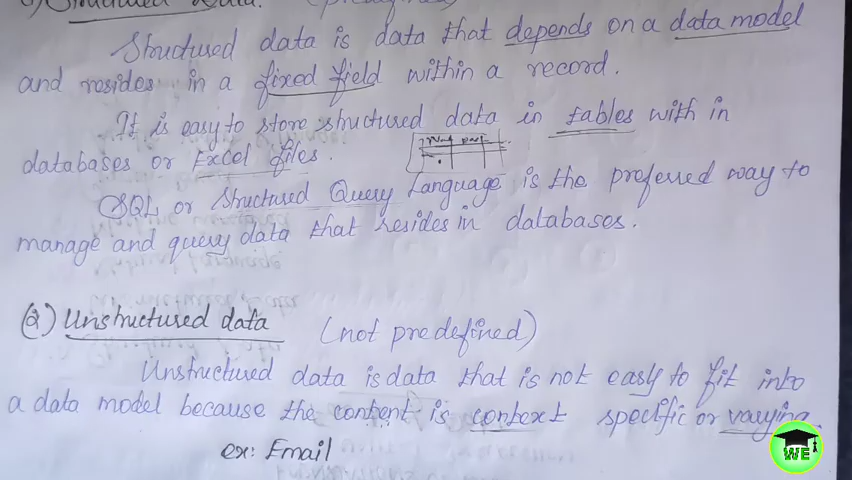 Structured Data.
Structured data is data that depends on a data model
and resides in a fixed field within a record.
It is easy to store structured data in tables with in
databases or Excel files.
SQL or Structured Query Language is the preferred way to
manage and query data that resides in databases.
(2) Unstructured data (not predefined)
Unstructured data is data that is not easy to fit into
a data model because the content is context specific or varying.
ex: Email
WE